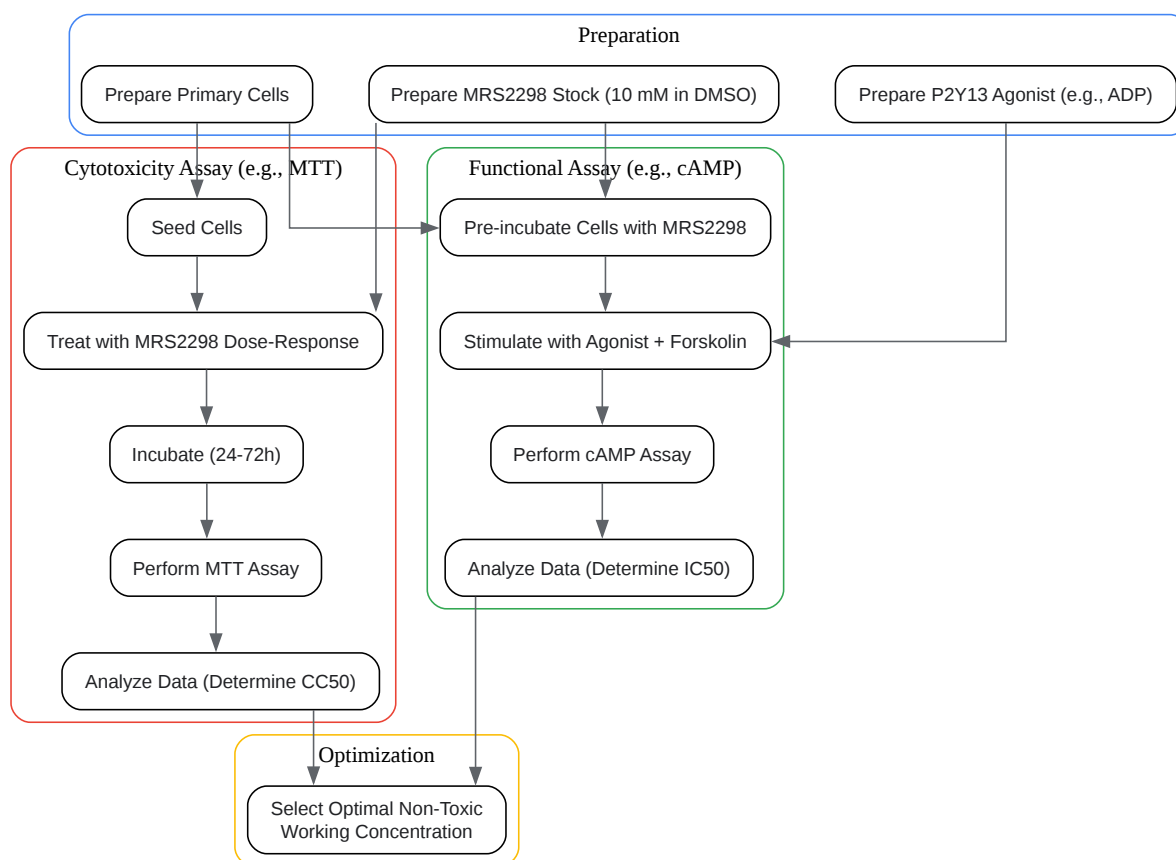 Preparation
Prepare Primary Cells
Prepare MRS2298 Stock (10 mM in DMSO)
Prepare P2Y13 Agonist (e.g., ADP)
Cytotoxicity Assay (e.g., MTT)
Functional Assay (e.g., cAMP)
Seed Cells
Pre-incubate Cells with MRS2298
Treat with MRS2298 Dose-Response
Stimulate with Agonist + Forskolin
Incubate (24-72h)
Perform cAMP Assay
Perform MTT Assay
Analyze Data (Determine IC50)
Analyze Data (Determine CC50)
Optimization
Select Optimal Non-Toxic
Working Concentration